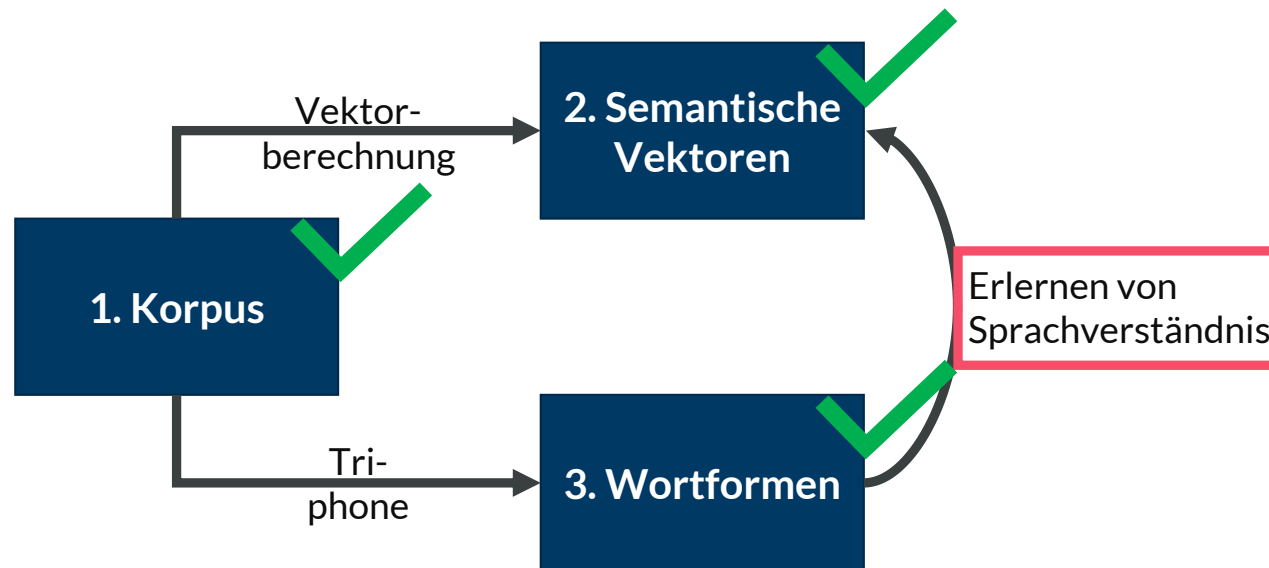 Vektor-
berechnung
2. Semantische
Vektoren
1. Korpus
Erlernen von
Sprachverständnis
Tri-
phone
3. Wortformen